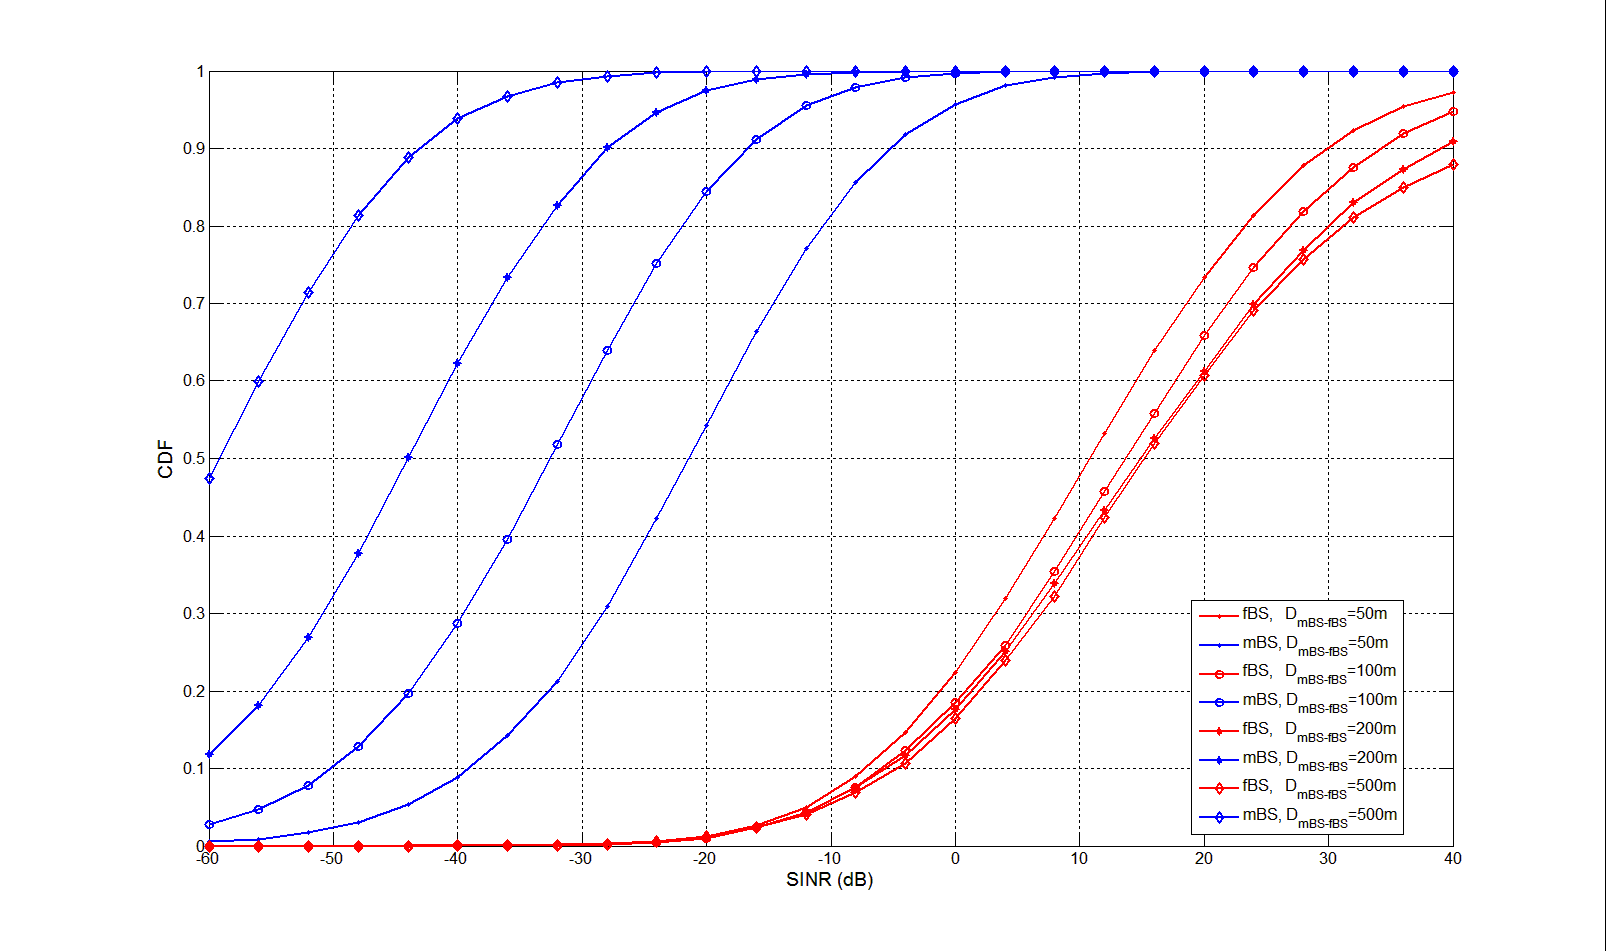 1
0.9
0.8
0.7
0.6
0.5
0.4
0.3
0.2
0.1
0
CDF
-60 -50 -40 -30 -20 -10 0 10 20 30 40
SINR (dB)
fBS, DmBS-fBS=50m
mBS, DmBS-fBS=50m
fBS, DmBS-fBS=100m
mBS, DmBS-fBS=100m
fBS, DmBS-fBS=200m
mBS, DmBS-fBS=200m
fBS, DmBS-fBS=500m
mBS, DmBS-fBS=500m